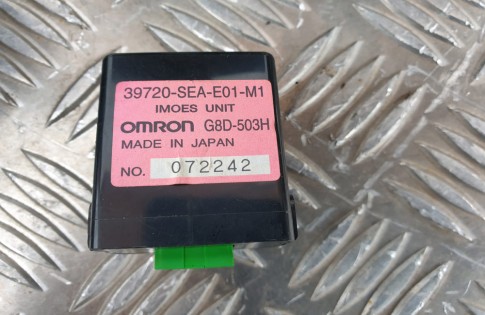 39720-SEA-E01-M1
IMOES UNIT
OMRON G8D-503H
MADE IN JAPAN
NO. 072242